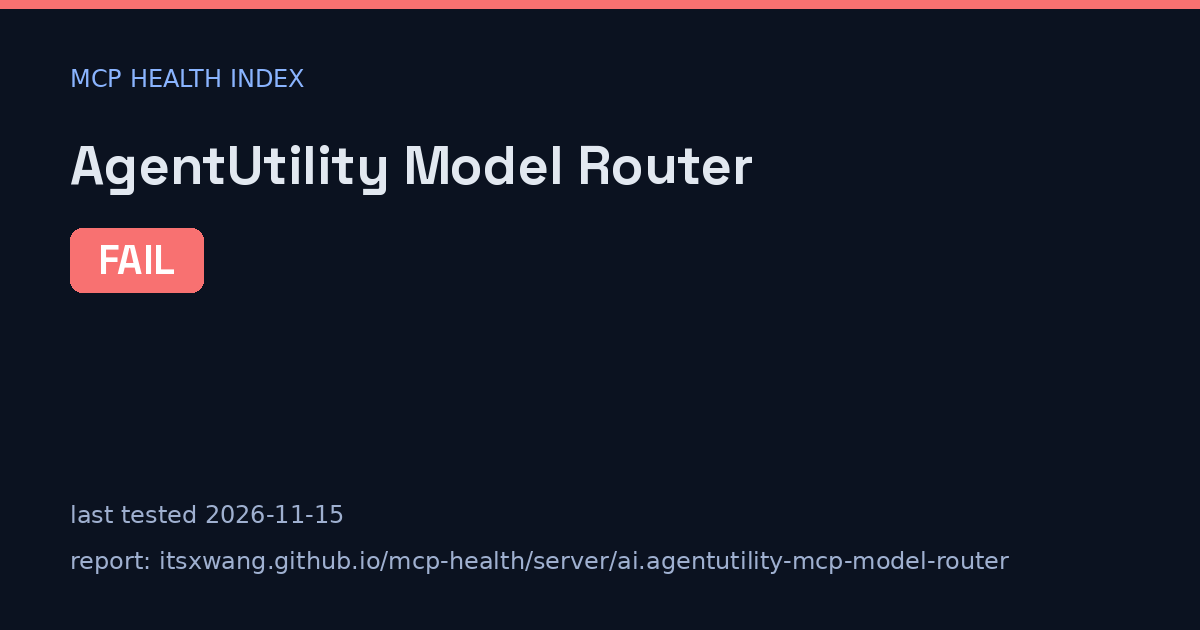 MCP HEALTH INDEX
AgentUtility Model Router
FAIL
last tested 2026-11-15
report: itsxwang.github.io/mcp-health/server/ai.agentutility-mcp-model-router